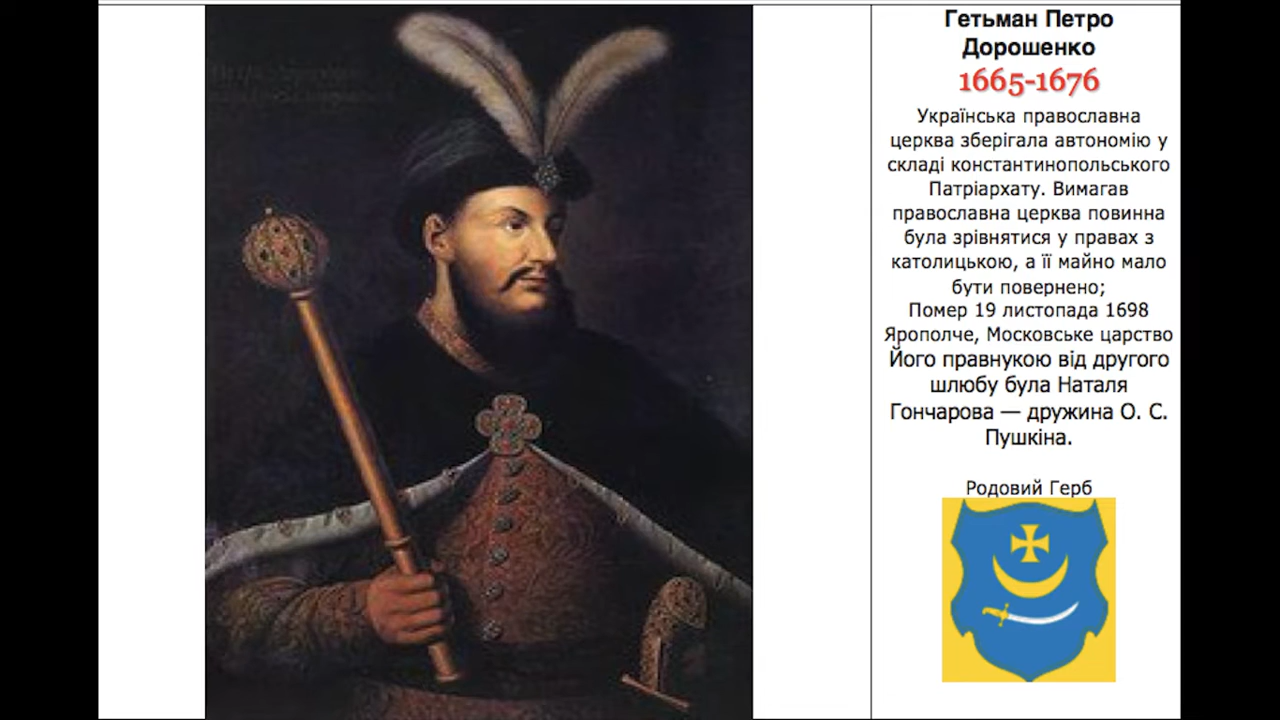 Гетьман Петро
Дорошенко
1665-1676
Українська православна
церква зберігала автономію у
складі константинопольського
Патріархату. Вимагав
православна церква повинна
була зрівнятися у правах з
католицькою, а її майно мало
бути повернено;
Помер 19 листопада 1698
Ярополче, Московське царство
Його правнукою від другого
шлюбу була Наталя
Гончарова — дружина О. С.
Пушкіна.
Родовий Герб